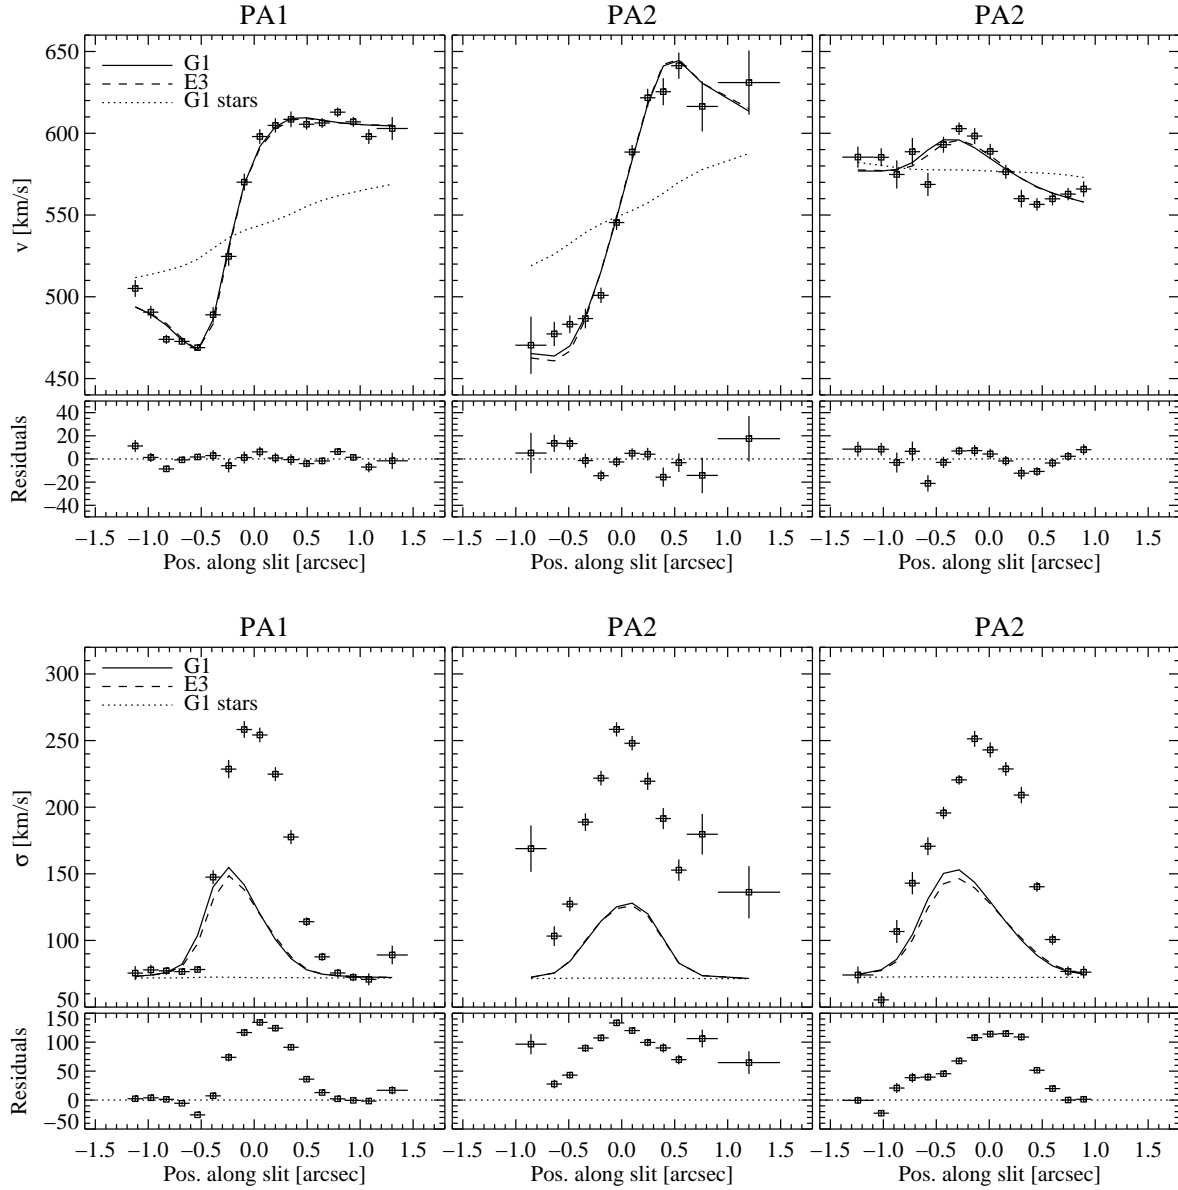 PA1 PA2 PA2
G1
E3
G1 stars
v [km/s]
650
600
550
500
450
Residuals
40
20
0
−20
−40
−1.5 −1.0 −0.5 0.0 0.5 1.0 1.5 −1.5 −1.0 −0.5 0.0 0.5 1.0 1.5 −1.5 −1.0 −0.5 0.0 0.5 1.0 1.5
Pos. along slit [arcsec] Pos. along slit [arcsec] Pos. along slit [arcsec]
PA1 PA2 PA2
G1
E3
G1 stars
σ [km/s]
300
250
200
150
100
50
Residuals
150
100
50
0
−50
−1.5 −1.0 −0.5 0.0 0.5 1.0 1.5 −1.5 −1.0 −0.5 0.0 0.5 1.0 1.5 −1.5 −1.0 −0.5 0.0 0.5 1.0 1.5
Pos. along slit [arcsec] Pos. along slit [arcsec] Pos. along slit [arcsec]